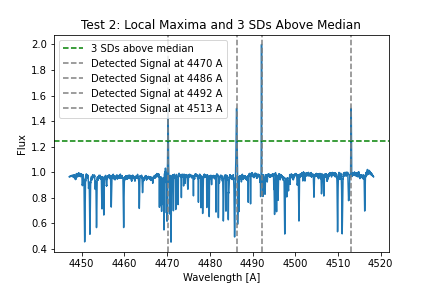 Test 2: Local Maxima and 3 SDs Above Median
2.0
1.8
1.6
1.4
1.2
1.0
0.8
0.6
0.4
Flux
3 SDs above median
Detected Signal at 4470 A
Detected Signal at 4486 A
Detected Signal at 4492 A
Detected Signal at 4513 A
4450 4460 4470 4480 4490 4500 4510 4520
Wavelength [A]